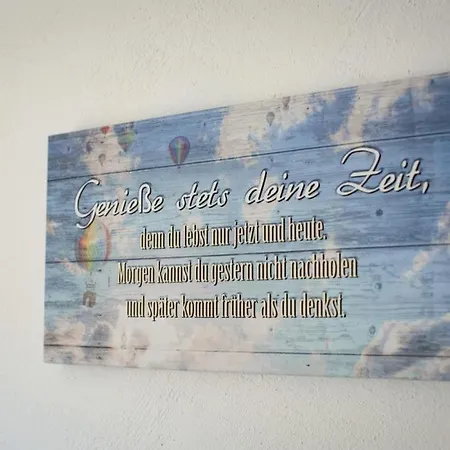 Genieße stets deine Zeit,
denn du lebst nur jetzt und heute.
Morgen kannst du gestern nicht nachholen
und später kommt früher als du denkst.